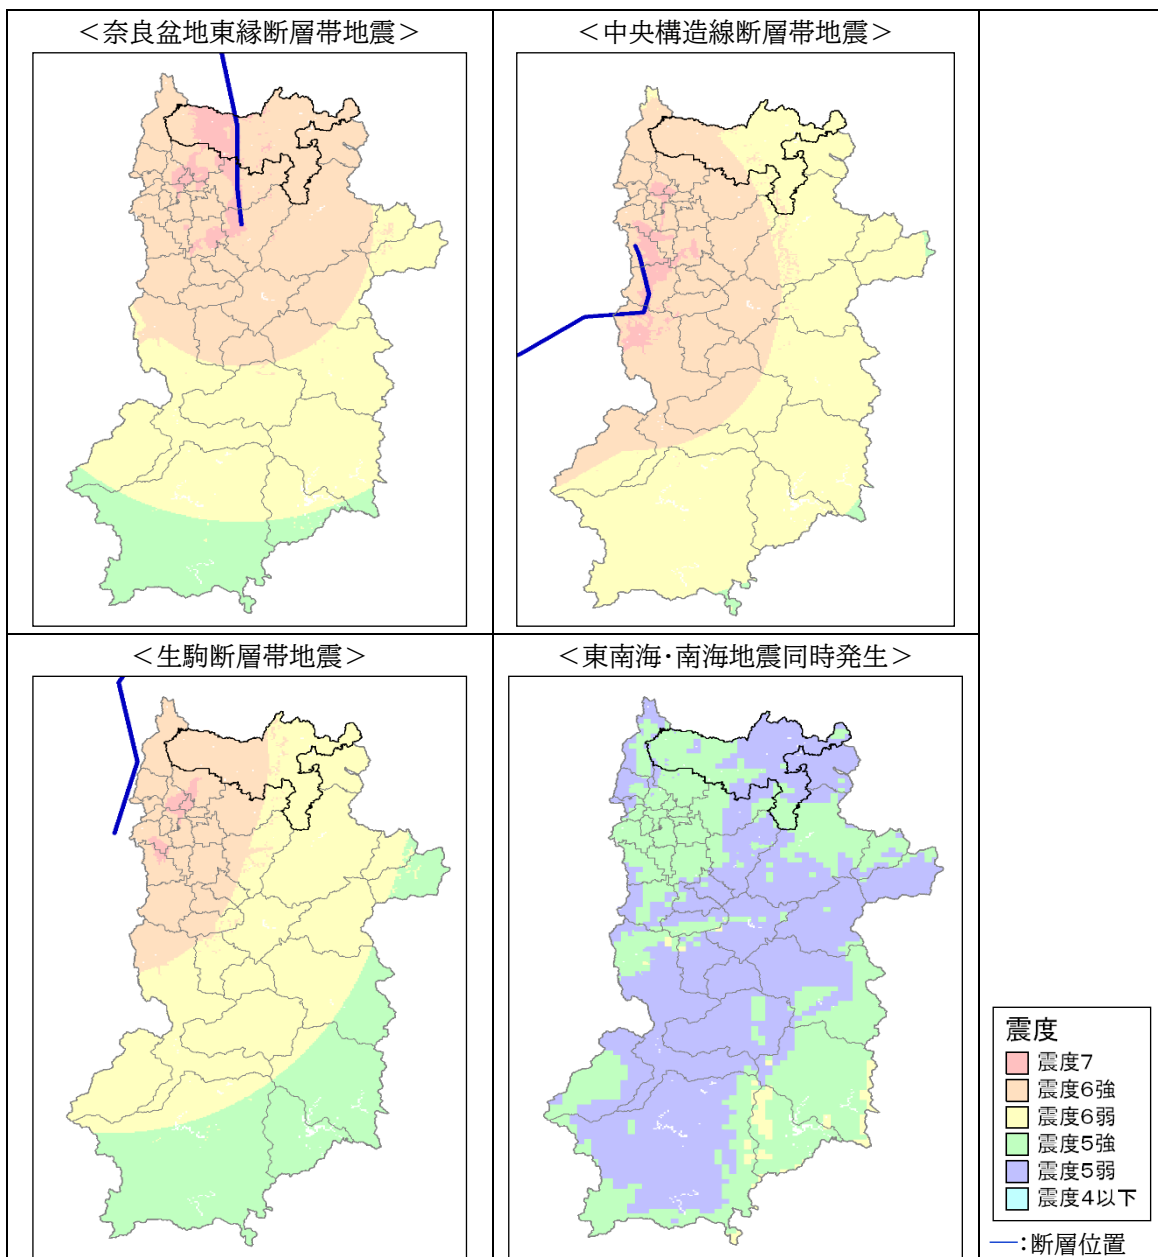 ＜奈良盆地東縁断層帯地震＞
＜中央構造線断層帯地震＞
＜生駒断層帯地震＞
＜東南海・南海地震同時発生＞
震度
震度7
震度6強
震度6弱
震度5強
震度5弱
震度4以下
―：断層位置